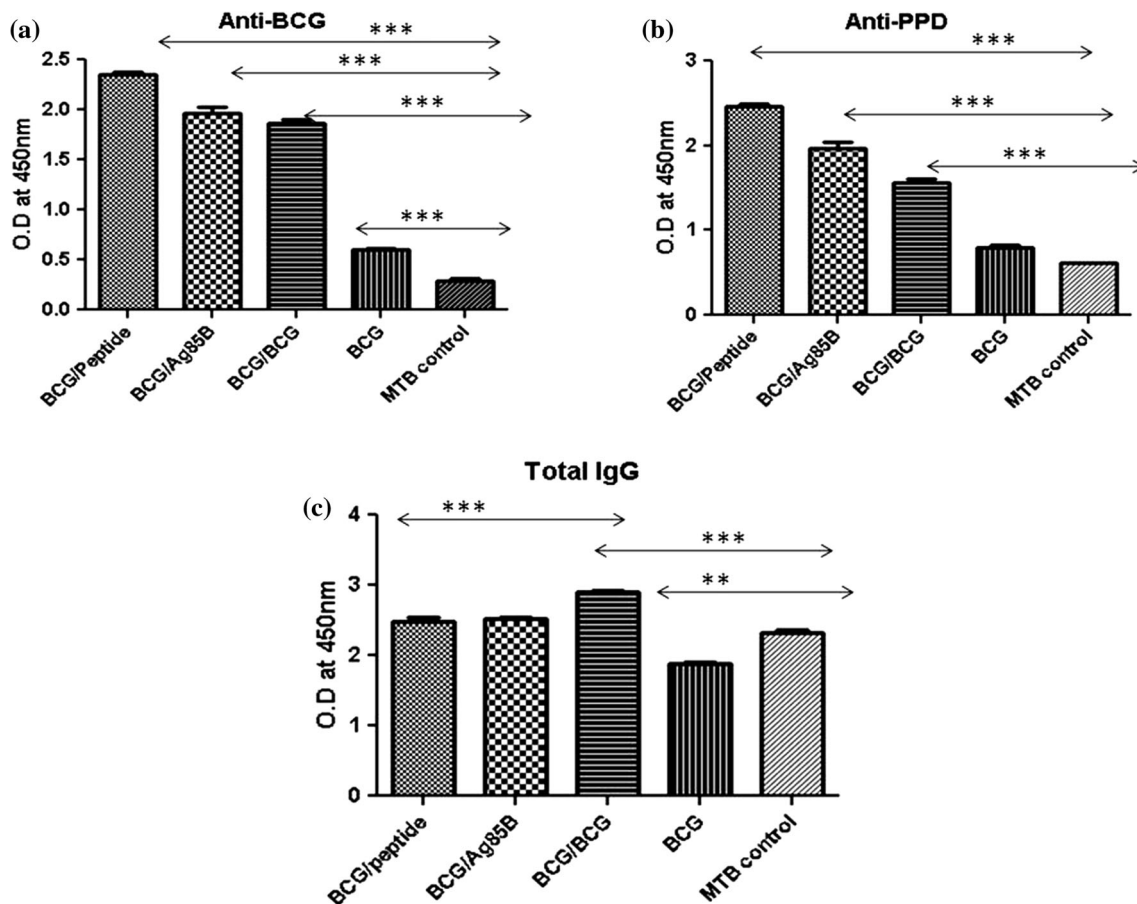 (a)
Anti-BCG
***
***
***
***
2.5
2.0
1.5
1.0
0.5
0.0
O.D at 450nm
BCG/Peptide
BCG/Ag85B
BCG/BCG
BCG
MTB control
(b)
Anti-PPD
***
***
***
3
2
1
0
O.D at 450nm
BCG/Peptide
BCG/Ag85B
BCG/BCG
BCG
MTB control
Total IgG
(c)
***
***
**
4
3
2
1
0
O.D at 450nm
BCG/peptide
BCG/Ag85B
BCG/BCG
BCG
MTB control